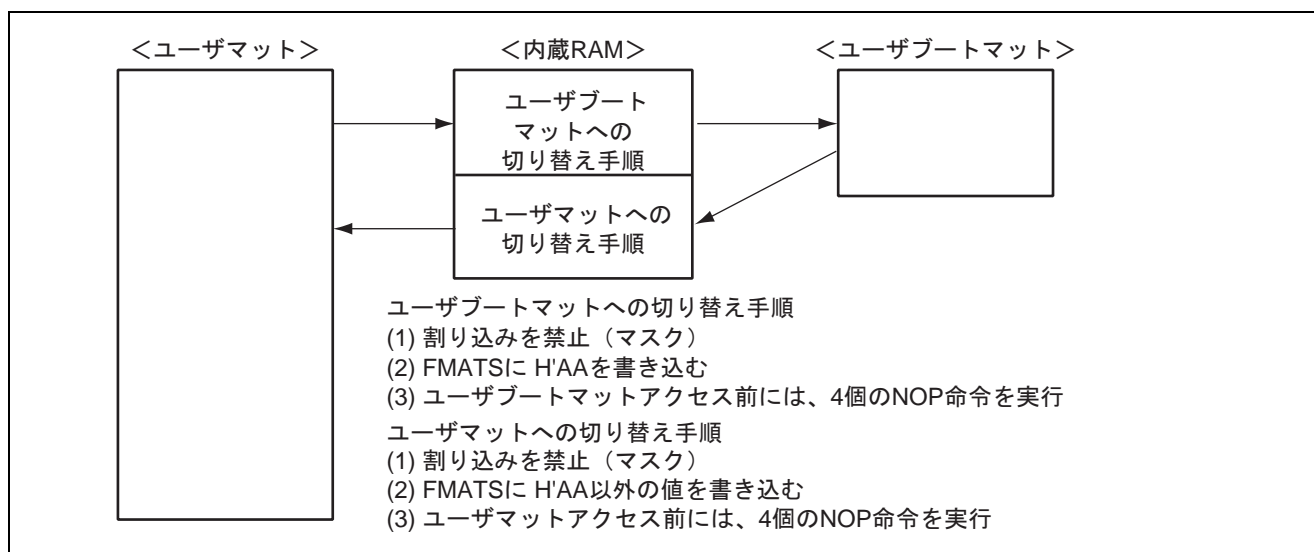 ＜ユーザマット＞
＜内蔵RAM＞
＜ユーザブートマット＞
ユーザブート
マットへの
切り替え手順
ユーザマットへの
切り替え手順
ユーザブートマットへの切り替え手順
(1) 割り込みを禁止（マスク）
(2) FMATSに H'AAを書き込む
(3) ユーザブートマットアクセス前には、4個のNOP命令を実行
ユーザマットへの切り替え手順
(1) 割り込みを禁止（マスク）
(2) FMATSに H'AA以外の値を書き込む
(3) ユーザマットアクセス前には、4個のNOP命令を実行